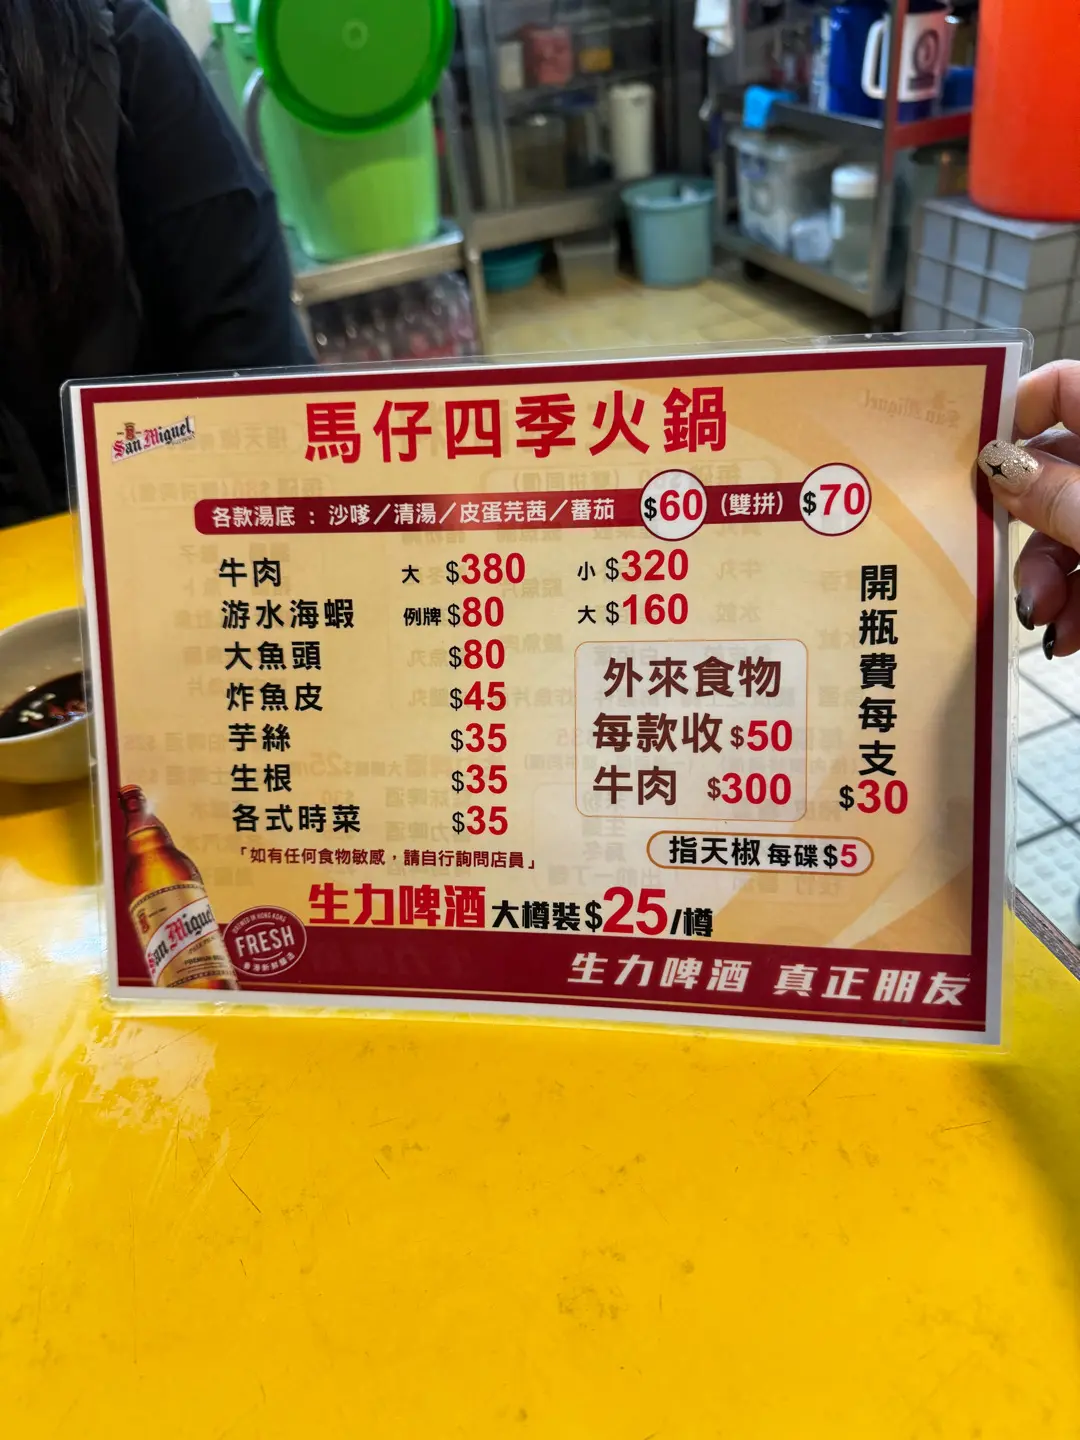 San Miguel
馬仔四季火鍋
各款湯底：沙嗲／清湯／皮蛋芫茜／蕃茄 $60 (雙拼) $70
牛肉 大 $380 小 $320
游水海蝦 例牌 $80 大 $160
大魚頭 $80
炸魚皮 $45
芋絲 $35
生根 $35
各式時菜 $35
「如有任何食物敏感，請自行詢問店員」
外來食物
每款收 $50
牛肉 $300
開瓶費每支
$30
指天椒 每碟 $5
生力啤酒 大樽裝 $25/樽
San Miguel
BREWED IN HONG KONG
FRESH
生力啤酒 真正朋友